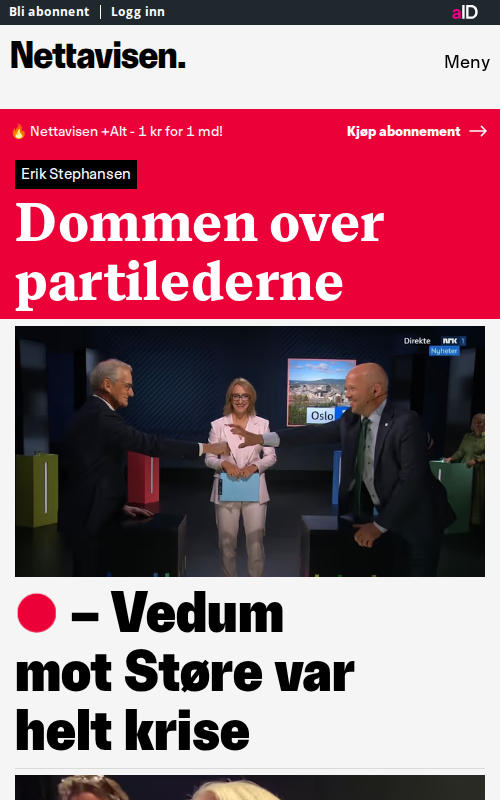 Bli abonnent | Logg inn
aID
Nettavisen.
Meny
🔥 Nettavisen +Alt - 1 kr for 1 md!
Kjøp abonnement →
Erik Stephansen
Dommen over
partilederne
Direkte NRK 1
Nyheter
Oslo
– Vedum
mot Støre var
helt krise